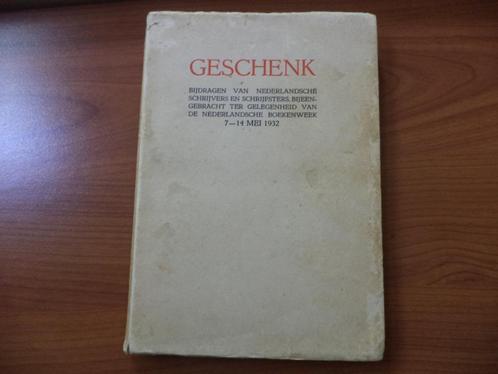 GESCHENK
BIJDRAGEN VAN NEDERLANDSCHE
SCHRIJVERS EN SCHRIJFSTERS, BIJEEN-
GEBRACHT TER GELEGENHEID VAN
DE NEDERLANDSCHE BOEKENWEEK
7—14 MEI 1932